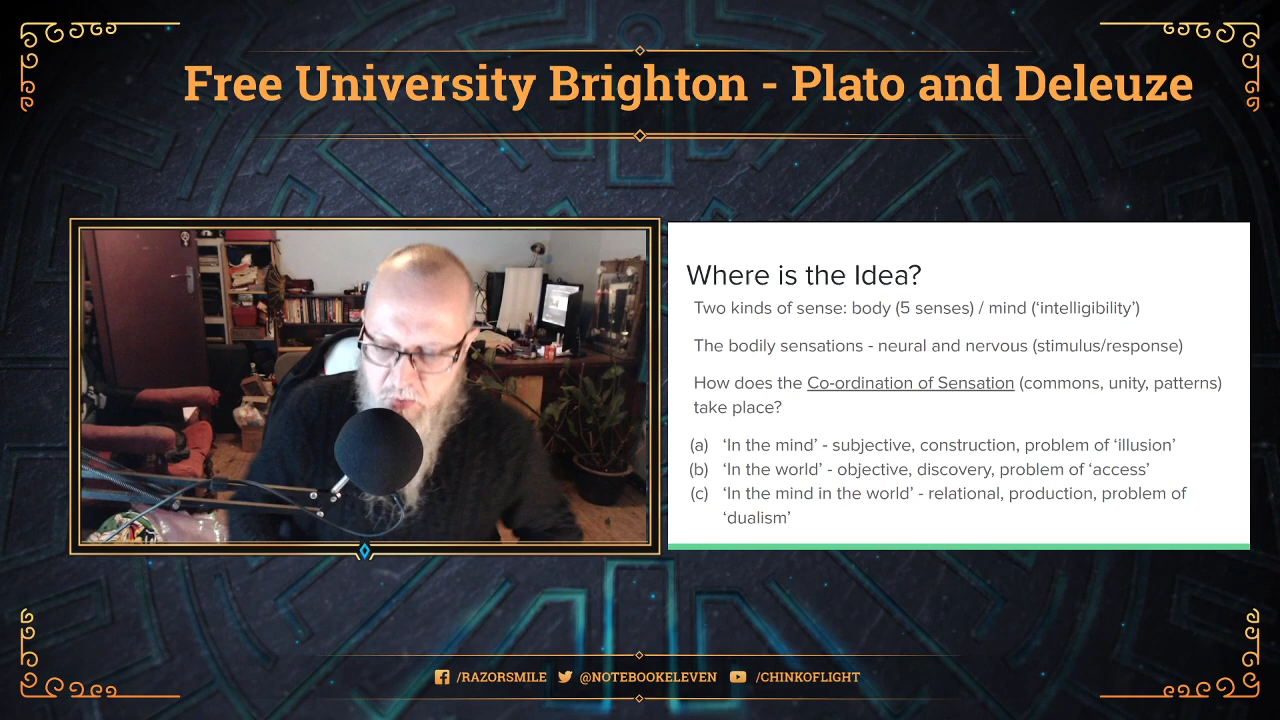 Free University Brighton - Plato and Deleuze
Where is the Idea?
Two kinds of sense: body (5 senses) / mind (‘intelligibility’)
The bodily sensations - neural and nervous (stimulus/response)
How does the Co-ordination of Sensation (commons, unity, patterns)
take place?
(a) ‘In the mind’ - subjective, construction, problem of ‘illusion’
(b) ‘In the world’ - objective, discovery, problem of ‘access’
(c) ‘In the mind in the world’ - relational, production, problem of
‘dualism’
/RAZORSMILE @NOTEBOOKELEVEN /CHINKOFLIGHT